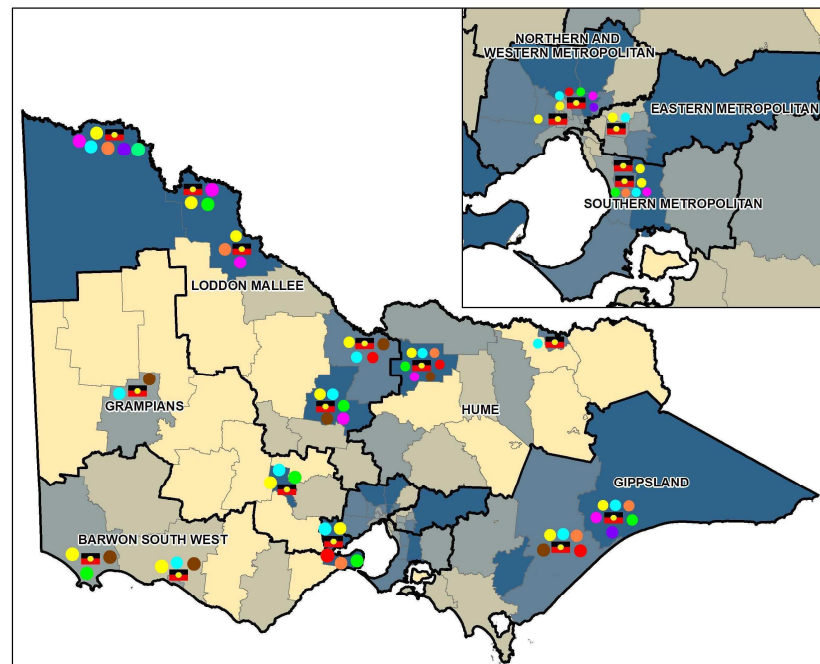 NORTHERN AND
WESTERN METROPOLITAN
EASTERN METROPOLITAN
SOUTHERN METROPOLITAN
LODDON MALLEE
GRAMPIANS
HUME
GIPPSLAND
BARWON SOUTH WEST